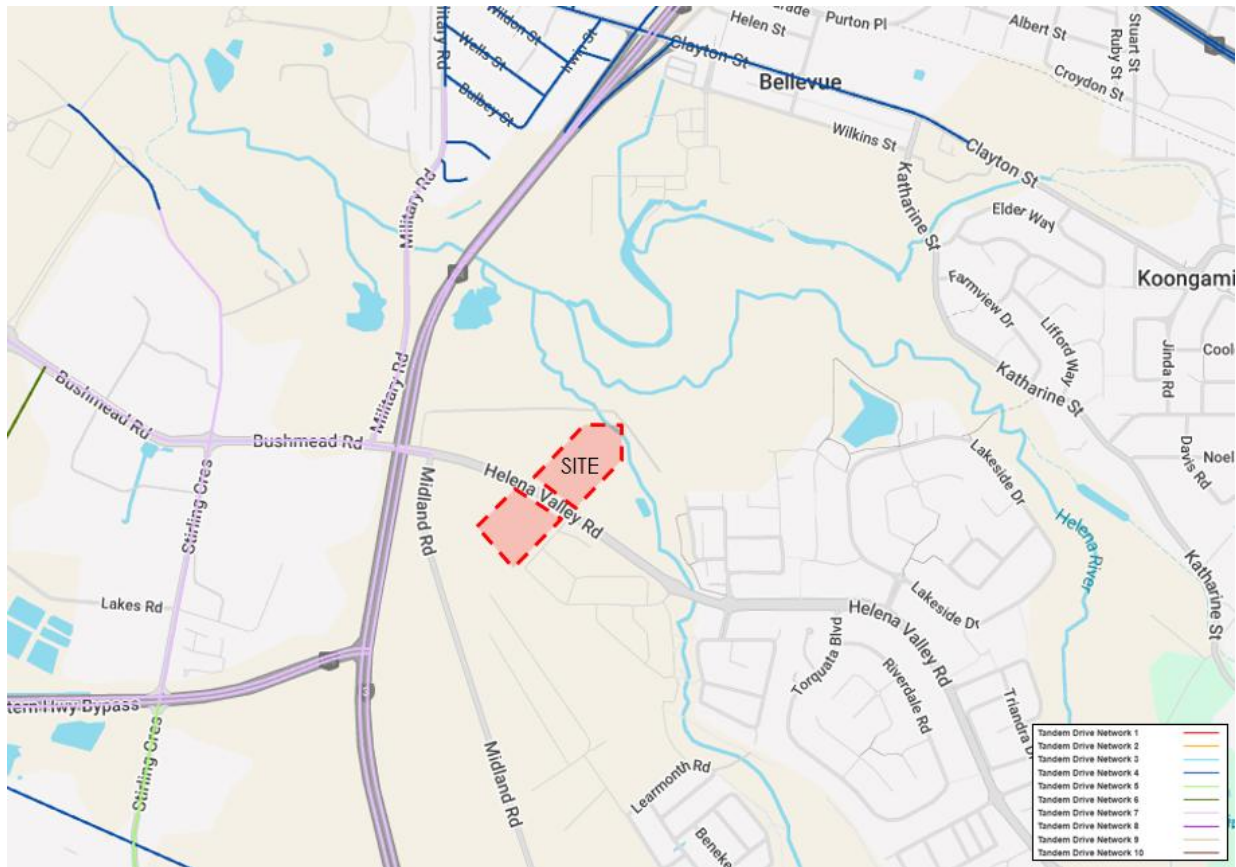 Military Rd
Wildon St
Wells St
Bulbey St
Irwin St
Helen St
Purton Pl
Clayton St
Bellevue
Albert St
Stuart St
Ruby St
Croydon St
Wilkins St
Clayton St
Katharine St
Elder Way
Koongami
Military Rd
Farmview Dr
Lifford Way
Jinda Rd
Cool
Katharine St
Military Rd
Bushmead Rd
Bushmead Rd
Davis Rd
Noel
SITE
Helena Valley Rd
Lakeside Dr
Midland Rd
Stirling Cres
Helena River
Katharine St
Lakes Rd
Lakeside Dr
Helena Valley Rd
Torquata Blvd
Riverdale Rd
Triandra D
tern Hwy Bypass
Stirling Cres
Midland Rd
Learmonth Rd
Beneke
Tandem Drive Network 1
Tandem Drive Network 2
Tandem Drive Network 3
Tandem Drive Network 4
Tandem Drive Network 5
Tandem Drive Network 6
Tandem Drive Network 7
Tandem Drive Network 8
Tandem Drive Network 9
Tandem Drive Network 10